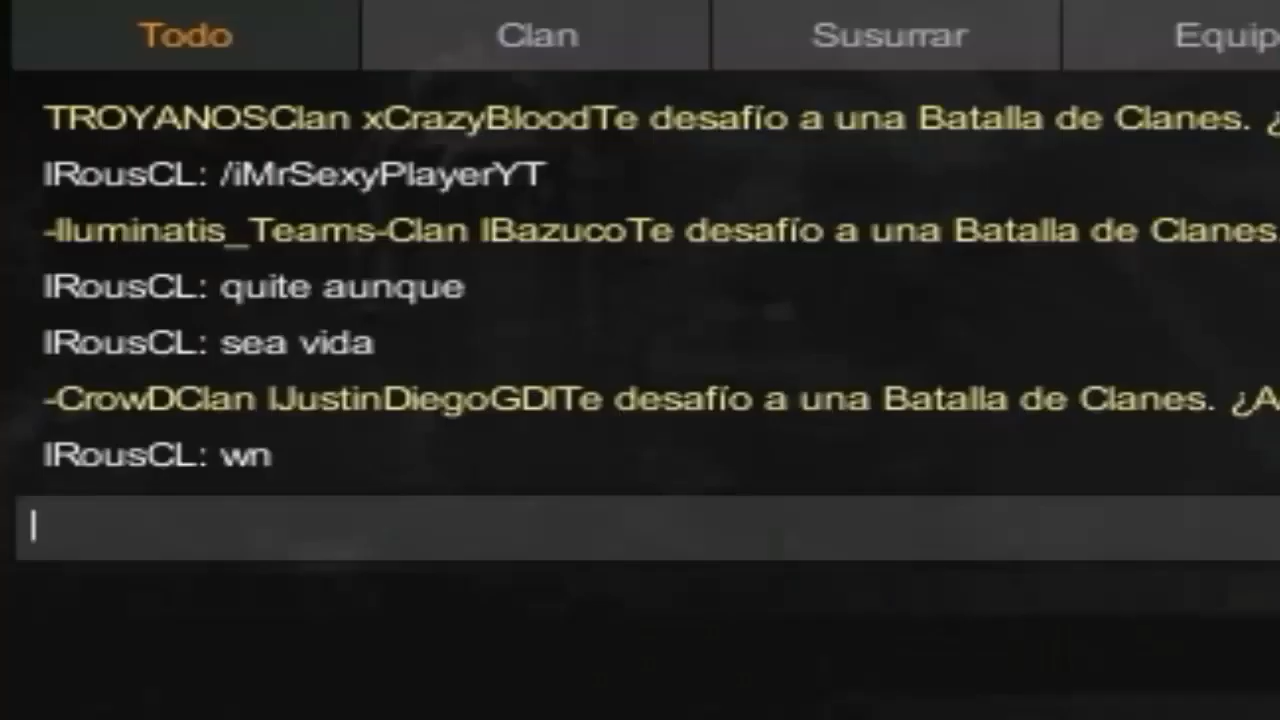 Todo Clan Susurrar Equip
TROYANOSClan xCrazyBloodTe desafío a una Batalla de Clanes. ¿
lRousCL: /iMrSexyPlayerYT
-Iluminatis_Teams-Clan lBazucoTe desafío a una Batalla de Clanes
lRousCL: quite aunque
lRousCL: sea vida
-CrowDClan lJustinDiegoGDlTe desafío a una Batalla de Clanes. ¿A
lRousCL: wn